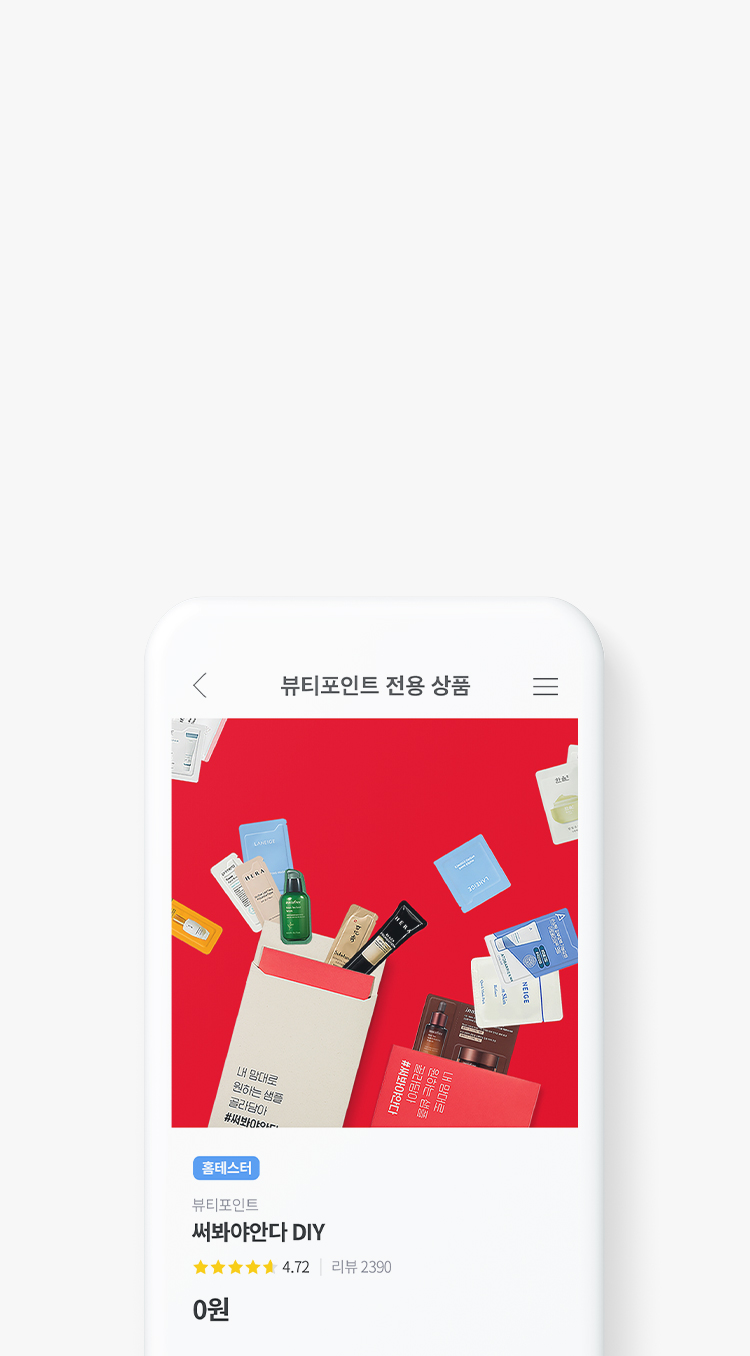 뷰티포인트 전용 상품
한율
LANEIGE
HERA
HERA
LANEIGE
NEIGE
내 맘대로
원하는 샘플
골라담아
#써봐야안다
내 맘대로
원하는 샘플
골라담아
#써봐야안다
홈테스터
뷰티포인트
써봐야안다 DIY
4.72 | 리뷰 2390
0원